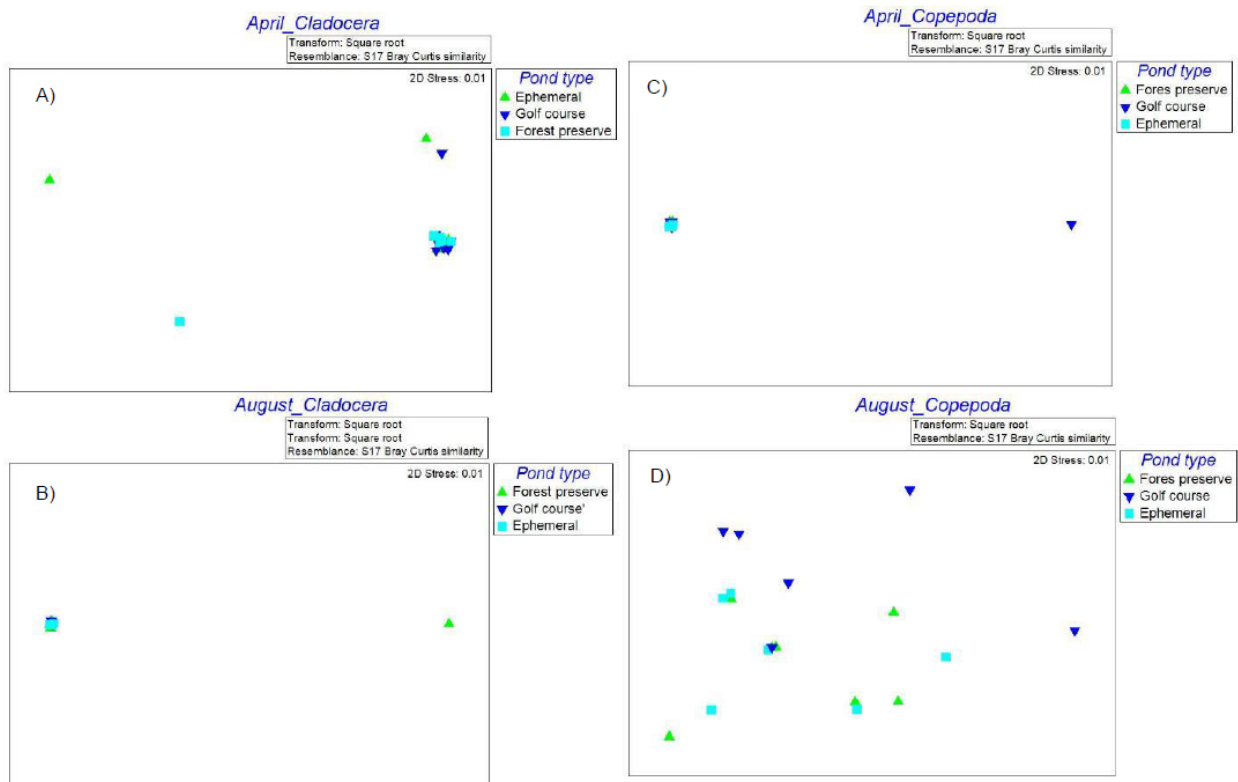 April_Cladocera
Transform: Square root
Resemblance: S17 Bray Curtis similarity
2D Stress: 0.01
A)
Pond type
Ephemeral
Golf course
Forest preserve
April_Copepoda
Transform: Square root
Resemblance: S17 Bray Curtis similarity
2D Stress: 0.01
C)
Pond type
Fores preserve
Golf course
Ephemeral
August_Cladocera
Transform: Square root
Transform: Square root
Resemblance: S17 Bray Curtis similarity
2D Stress: 0.01
B)
Pond type
Forest preserve
Golf course'
Ephemeral
August_Copepoda
Transform: Square root
Resemblance: S17 Bray Curtis similarity
2D Stress: 0.01
D)
Pond type
Fores preserve
Golf course
Ephemeral